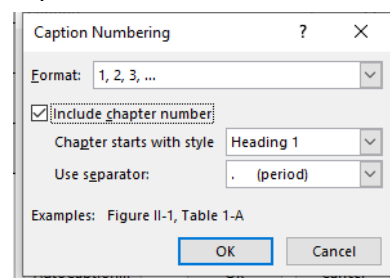 Caption Numbering ? ×
Format: 1, 2, 3, ...
Include chapter number
Chapter starts with style Heading 1
Use separator: . (period)
Examples: Figure II-1, Table 1-A
OK Cancel